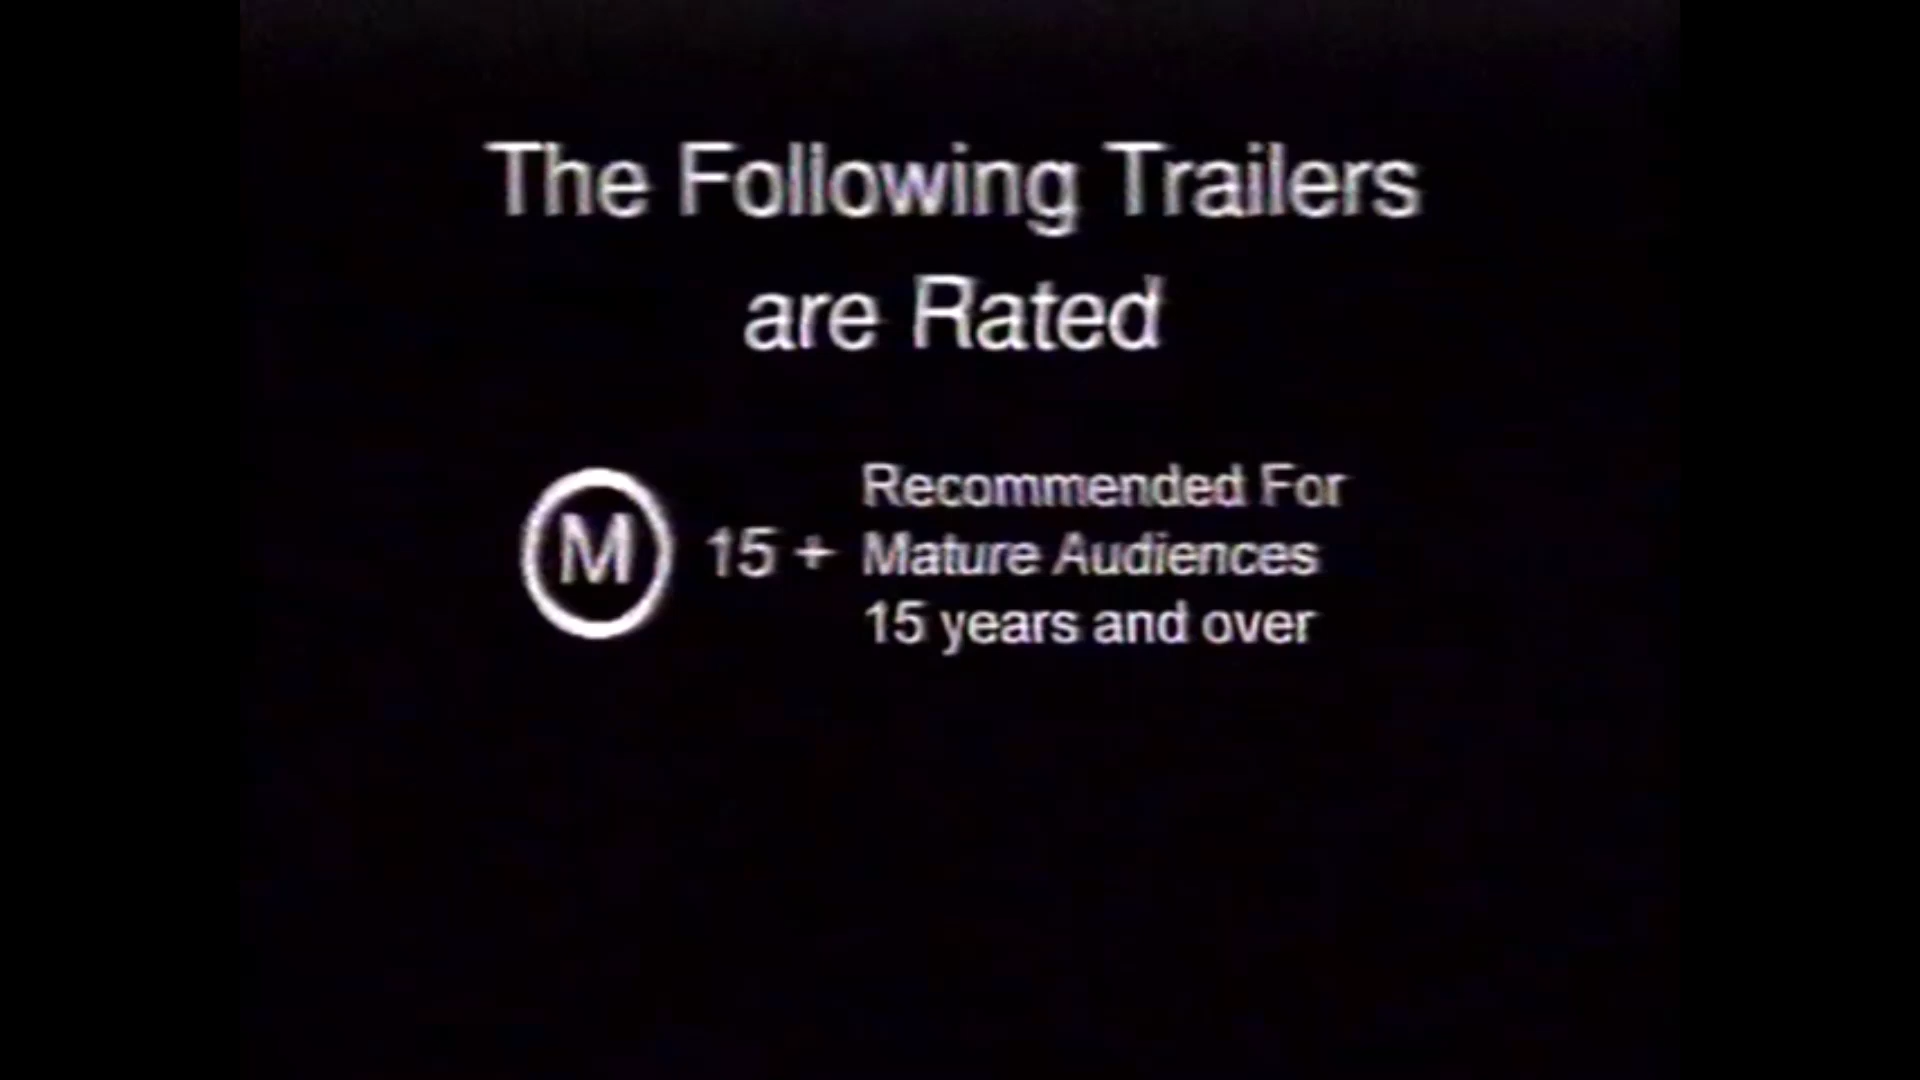 The Following Trailers
are Rated
M 15 + Recommended For
Mature Audiences
15 years and over